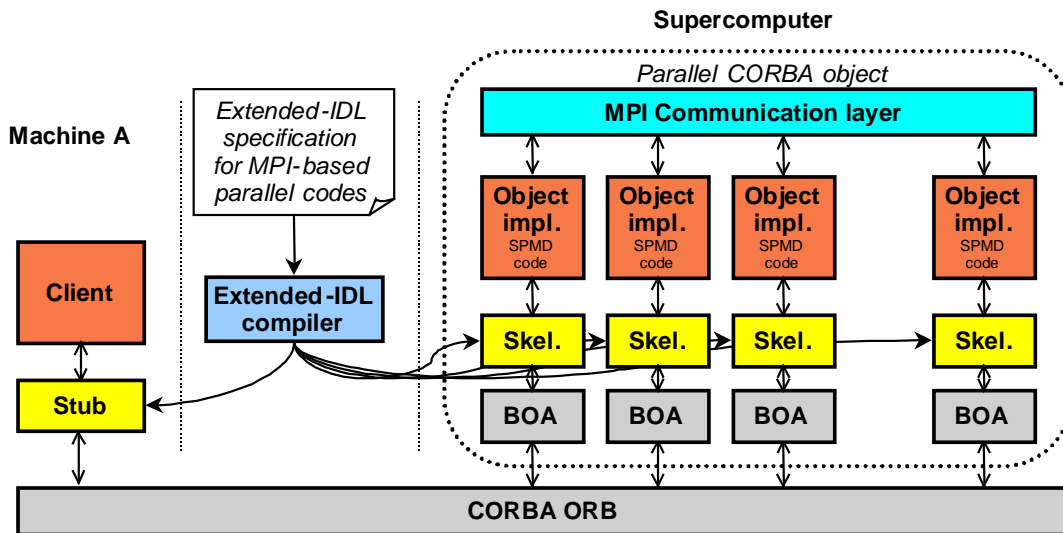 Supercomputer
Parallel CORBA object
MPI Communication layer
Machine A
Extended-IDL
specification
for MPI-based
parallel codes
Object
impl.
SPMD
code
Object
impl.
SPMD
code
Object
impl.
SPMD
code
Object
impl.
SPMD
code
Client
Extended-IDL
compiler
Skel.
Skel.
Skel.
Skel.
Stub
BOA
BOA
BOA
BOA
CORBA ORB